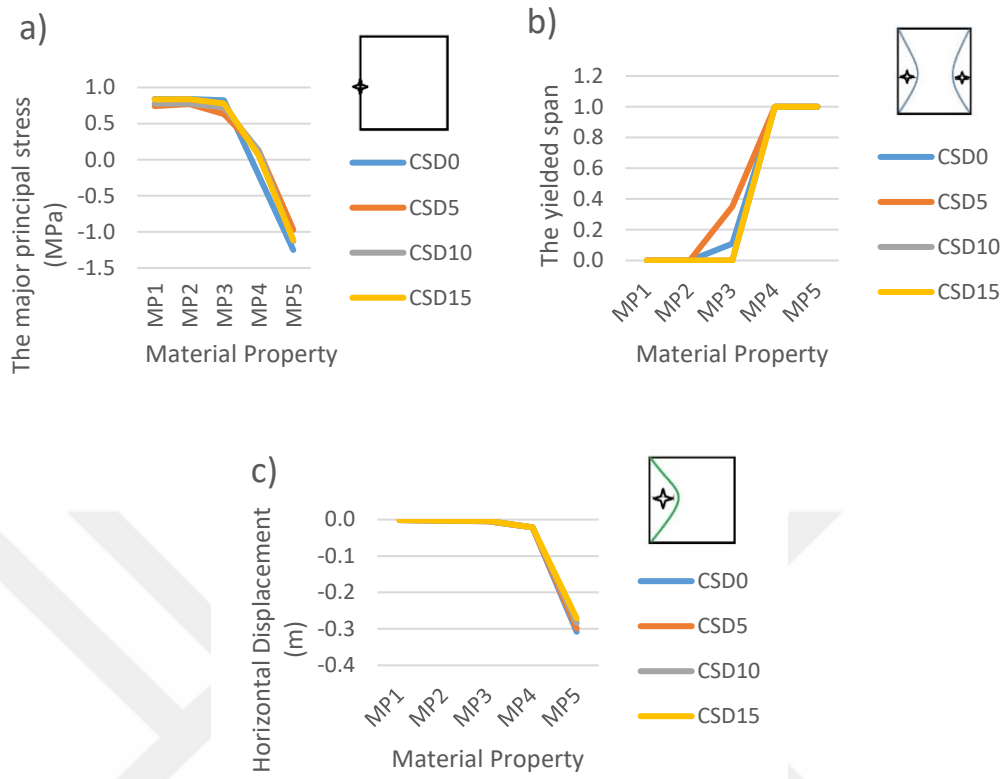 a)
The major principal stress
(MPa)
1.0
0.5
0.0
-0.5
-1.0
-1.5
MP1
MP2
MP3
MP4
MP5
Material Property
CSD0
CSD5
CSD10
CSD15
b)
The yielded span
1.2
1.0
0.8
0.6
0.4
0.2
0.0
MP1
MP2
MP3
MP4
MP5
Material Property
CSD0
CSD5
CSD10
CSD15
c)
Horizontal Displacement
(m)
0.0
-0.1
-0.2
-0.3
-0.4
MP1
MP2
MP3
MP4
MP5
Material Property
CSD0
CSD5
CSD10
CSD15